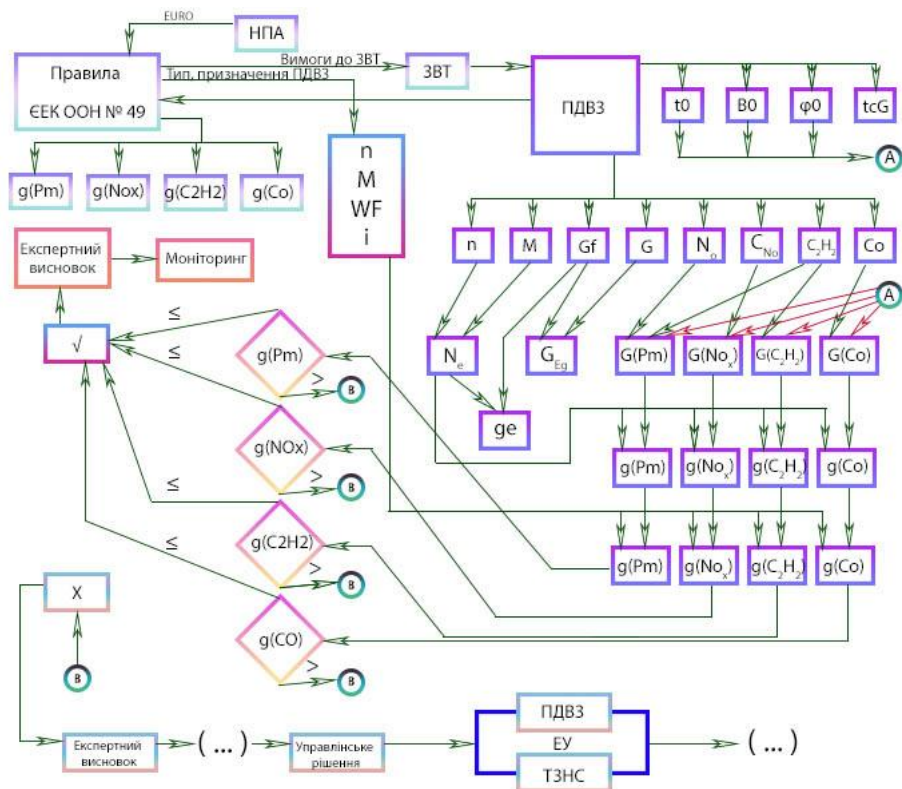 EURO
НПА
Правила
ЄЕК ООН № 49
Вимоги до ЗВТ
Тип, призначення ПДВЗ
ЗВТ
ПДВЗ
t0
B0
φ0
tcG
A
n
M
WF
i
g(Pm)
g(Nox)
g(C2H2)
g(Co)
n
M
Gf
G
Nₒ
C_No
C₂H₂
Co
A
Експертний
висновок
Моніторинг
√
≤
≤
≤
≤
g(Pm)
>
B
g(NOx)
>
B
g(C2H2)
>
B
g(CO)
>
B
Nₑ
G_Eg
ge
G(Pm)
G(Noₓ)
G(C₂H₂)
G(Co)
g(Pm)
g(Noₓ)
g(C₂H₂)
g(Co)
g(Pm)
g(Noₓ)
g(C₂H₂)
g(Co)
X
B
Експертний
висновок
(...)
Управлінське
рішення
ПДВЗ
ЕУ
ТЗНС
(...)